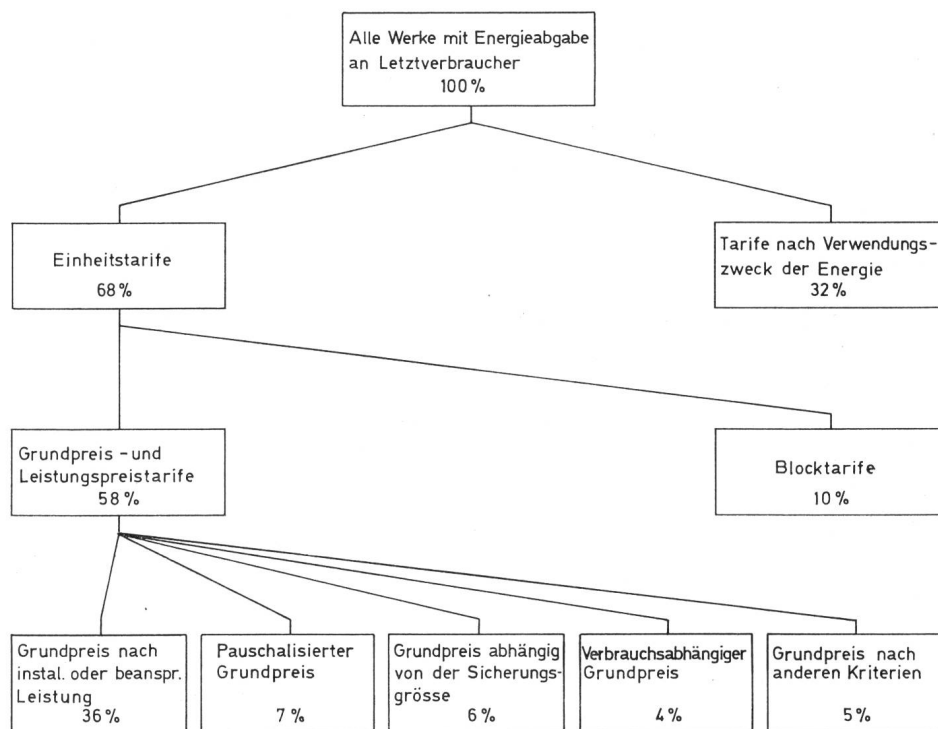 Alle Werke mit Energieabgabe
an Letztverbraucher
100 %
Einheitstarife
68 %
Tarife nach Verwendungs-
zweck der Energie
32 %
Grundpreis - und
Leistungspreistarife
58 %
Blocktarife
10 %
Grundpreis nach
instal. oder beanspr.
Leistung
36 %
Pauschalisierter
Grundpreis
7 %
Grundpreis abhängig
von der Sicherungs-
grösse
6 %
Verbrauchsabhängiger
Grundpreis
4 %
Grundpreis nach
anderen Kriterien
5 %